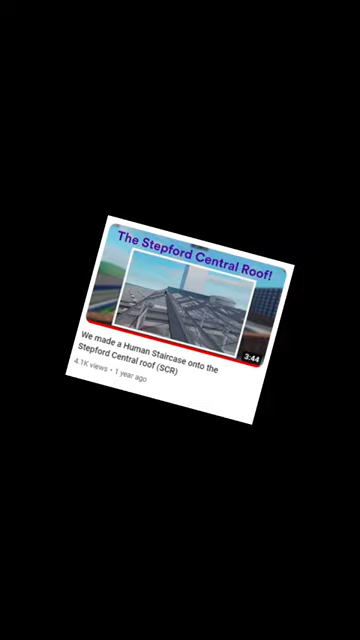 The Stepford Central Roof!
3:44
We made a Human Staircase onto the
Stepford Central roof (SCR)
4.1K views • 1 year ago